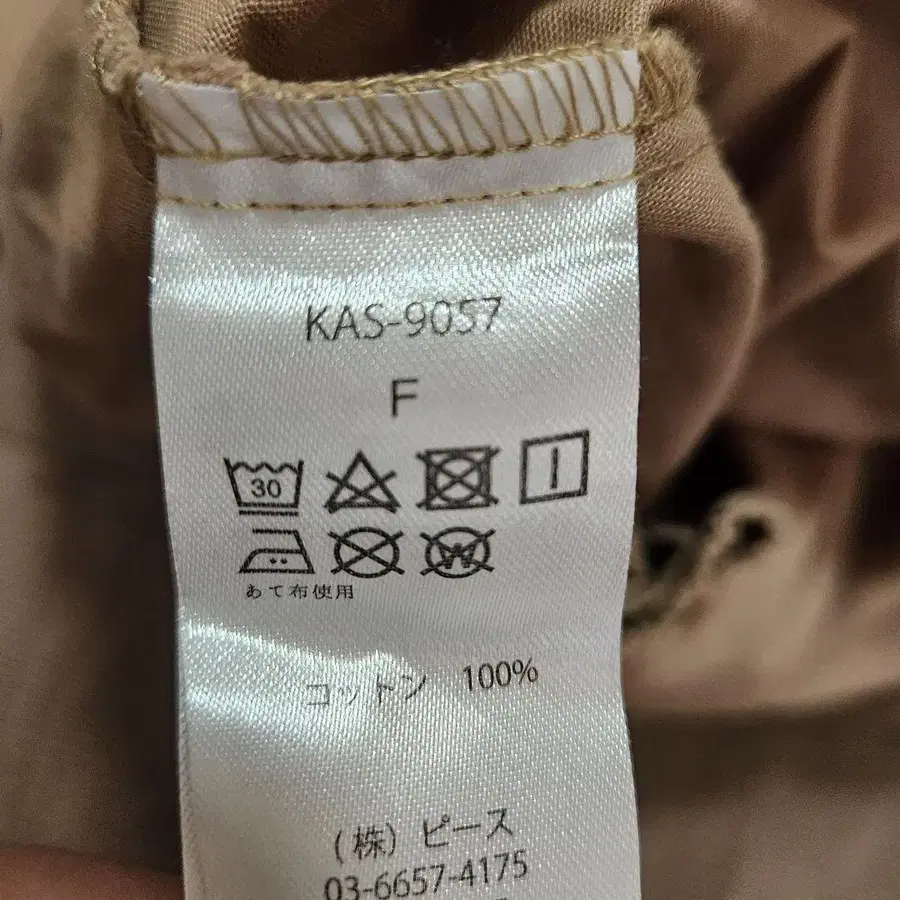 KAS-9057
F
30
W
あて布使用
コットン 100%
(株) ピース
03-6657-4175